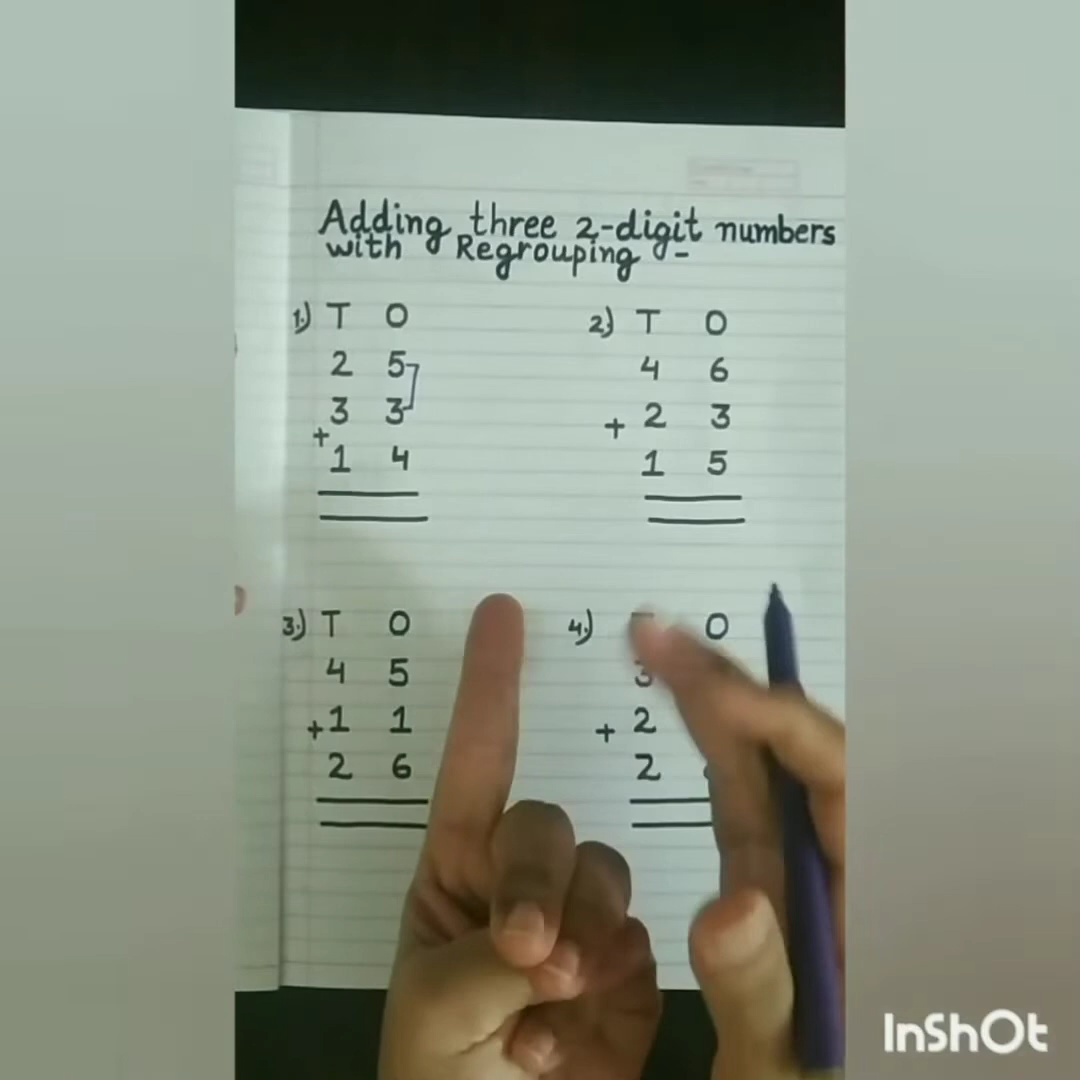 Adding three 2-digit numbers
with Regrouping -
1.) T O
2 5
3 3
+
1 4
2.) T O
4 6
+ 2 3
1 5
3.) T O
4 5
+ 1 1
2 6
4.) O
3
+ 2
2
InShOt